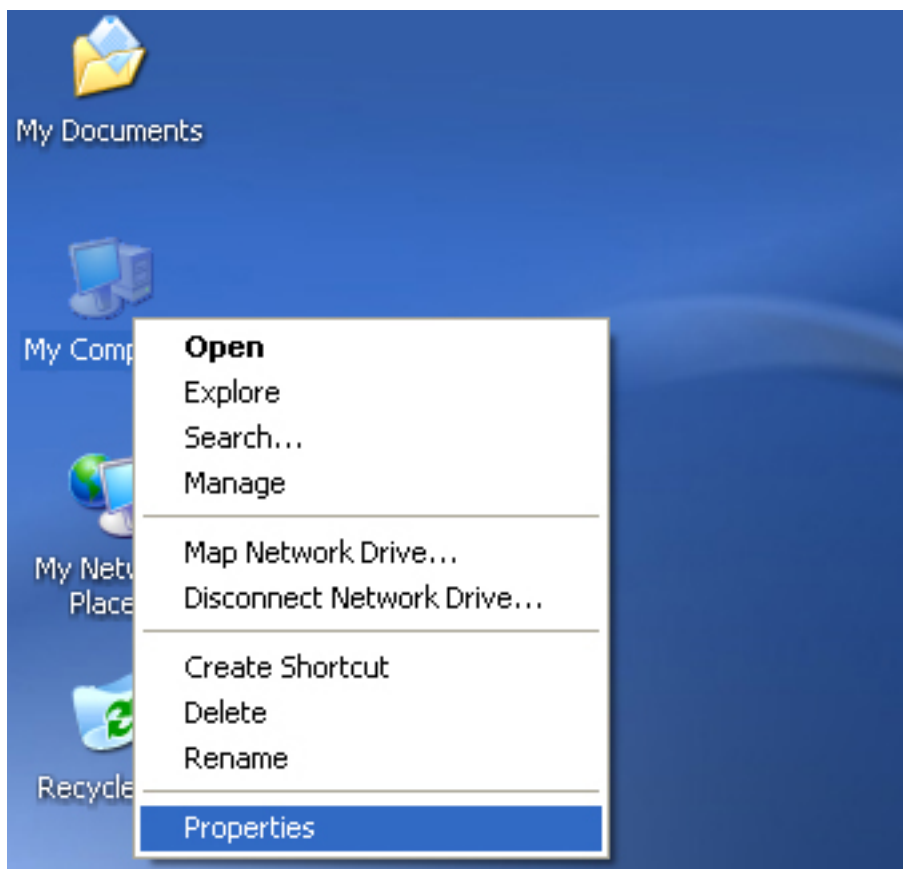 My Documents
My Comp
Open
Explore
Search...
Manage
Map Network Drive...
Disconnect Network Drive...
My Netw
Place
Create Shortcut
Delete
Rename
Recycle
Properties